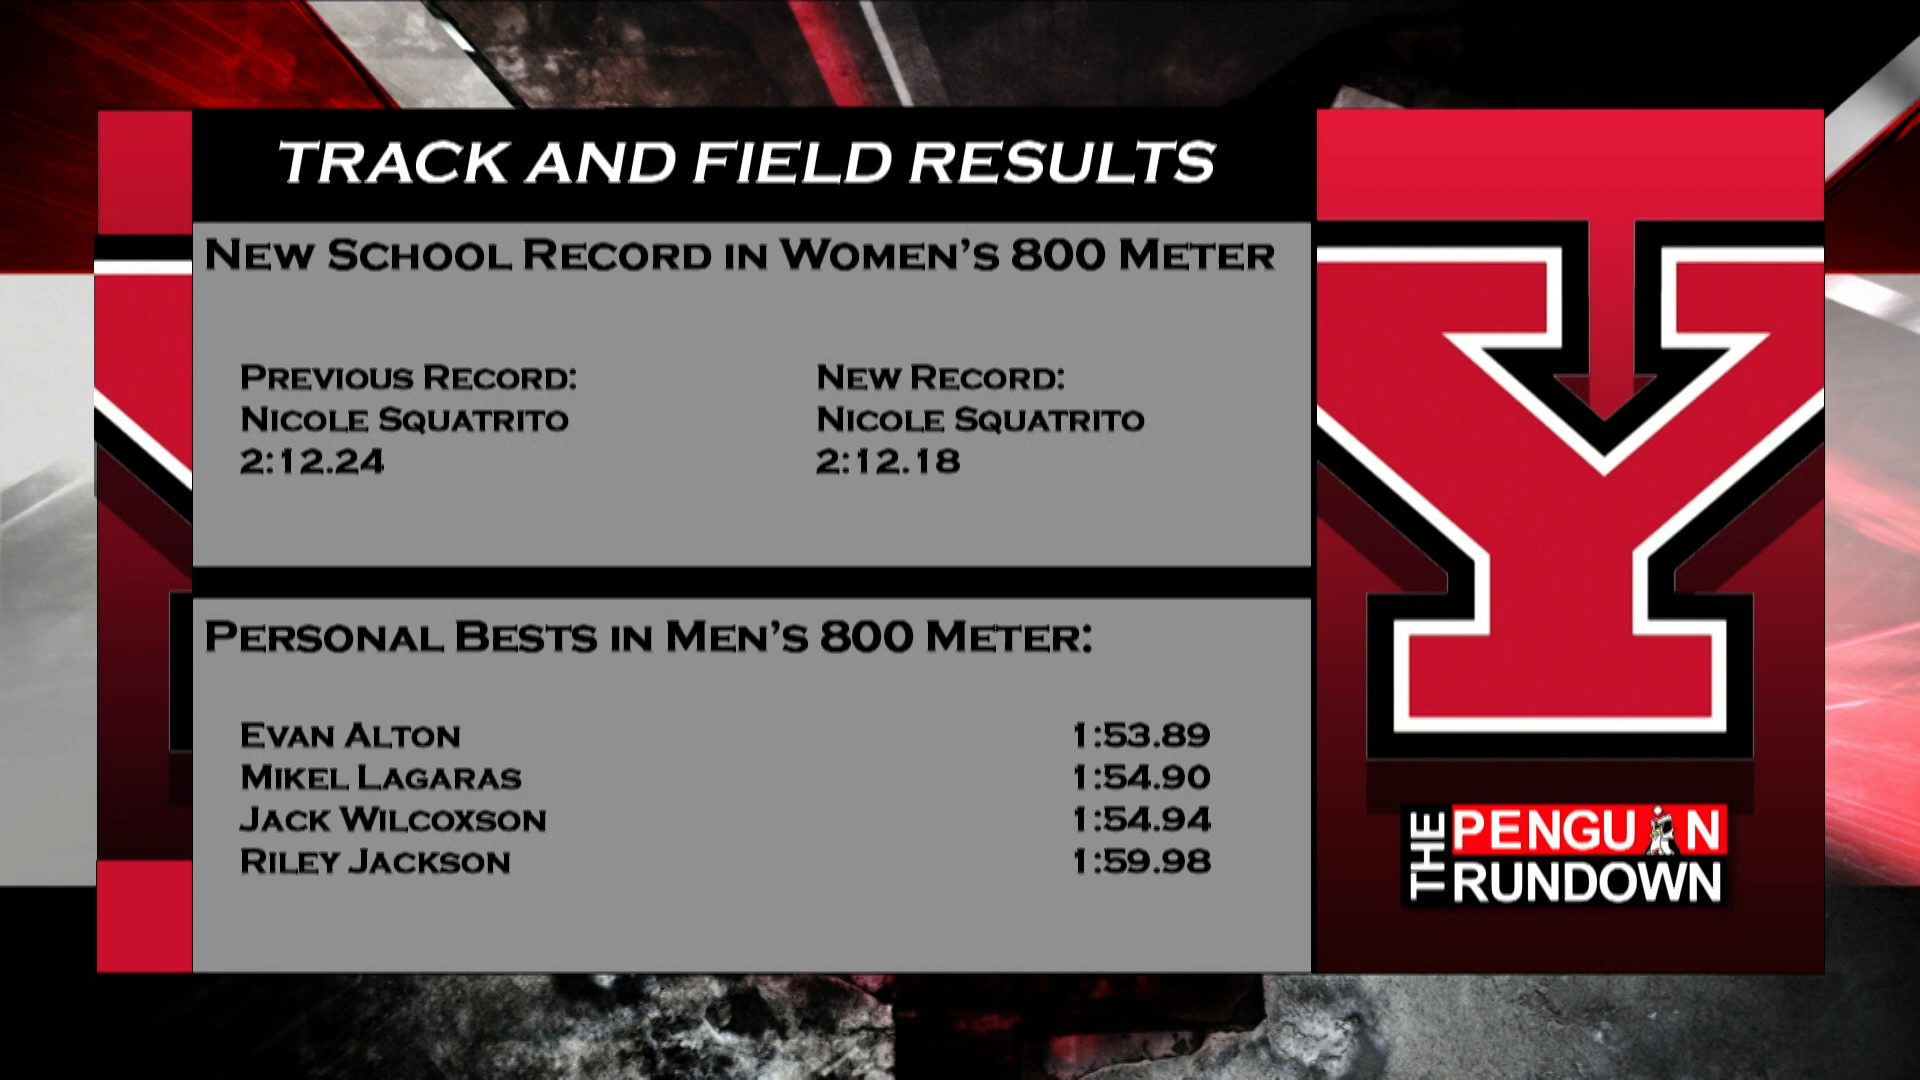 TRACK AND FIELD RESULTS
NEW SCHOOL RECORD IN WOMEN'S 800 METER
PREVIOUS RECORD:
NICOLE SQUATRITO
2:12.24
NEW RECORD:
NICOLE SQUATRITO
2:12.18
PERSONAL BESTS IN MEN'S 800 METER:
EVAN ALTON 1:53.89
MIKEL LAGARAS 1:54.90
JACK WILCOXSON 1:54.94
RILEY JACKSON 1:59.98
Y
THE PENGUIN
RUNDOWN